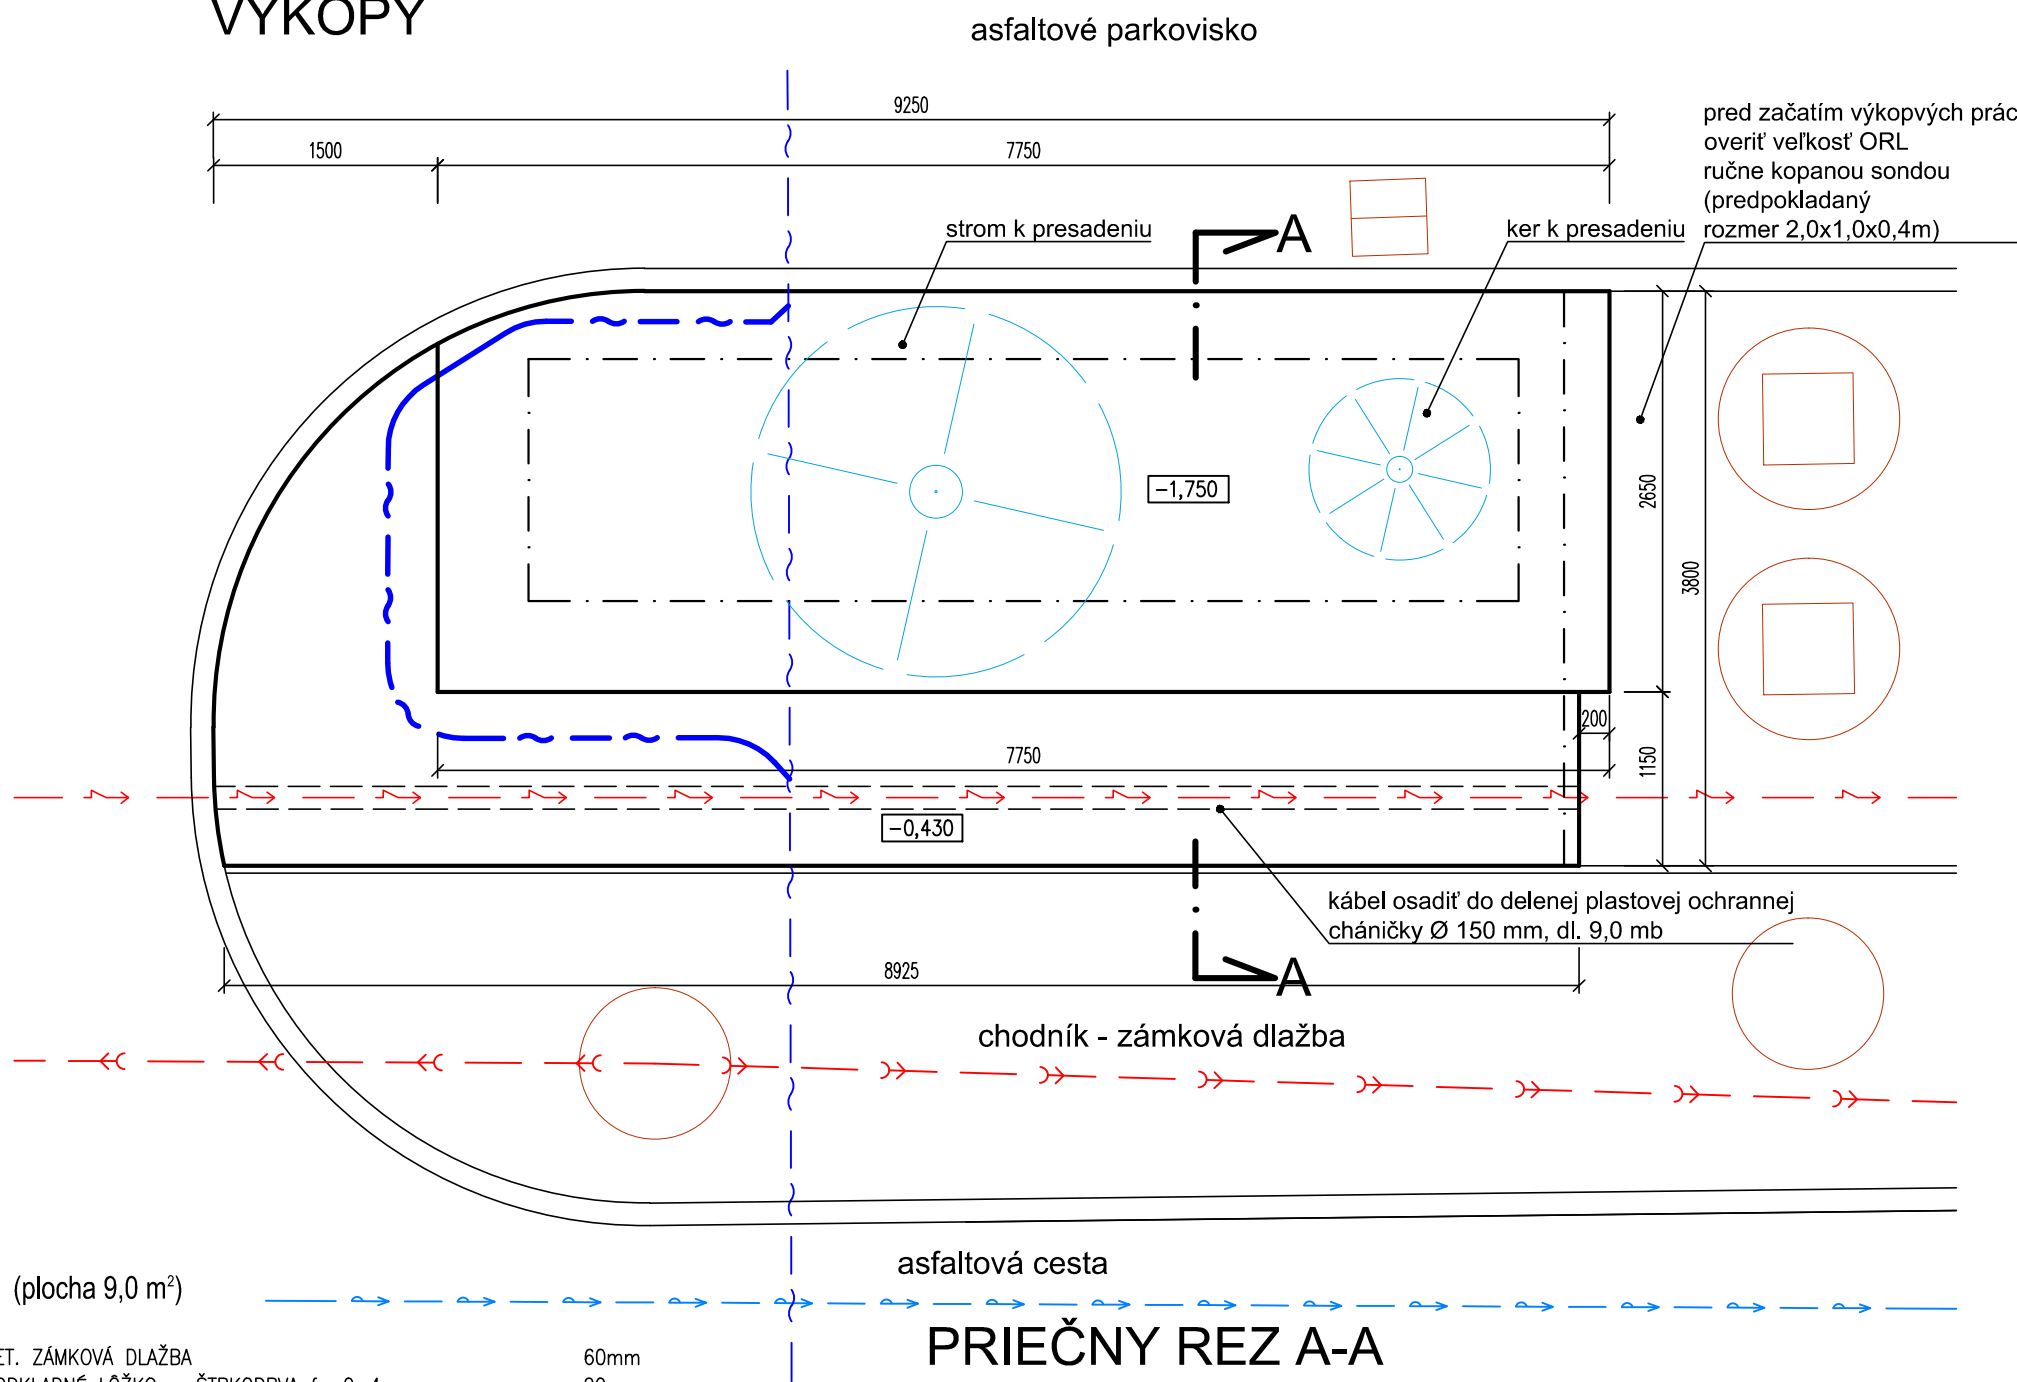 VÝKOPY
asfaltové parkovisko
9250
1500
7750
pred začatím výkopvých prác
overiť veľkosť ORL
ručne kopanou sondou
(predpokladaný
rozmer 2,0x1,0x0,4m)
strom k presadeniu
A
ker k presadeniu
-1,750
2650
3800
200
7750
1150
-0,430
kábel osadiť do delenej plastovej ochrannej
cháničky Ø 150 mm, dl. 9,0 mb
8925
A
chodník - zámková dlažba
asfaltová cesta
(plocha 9,0 m²)
PRIEČNY REZ A-A
ET. ZÁMKOVÁ DLAŽBA 60mm